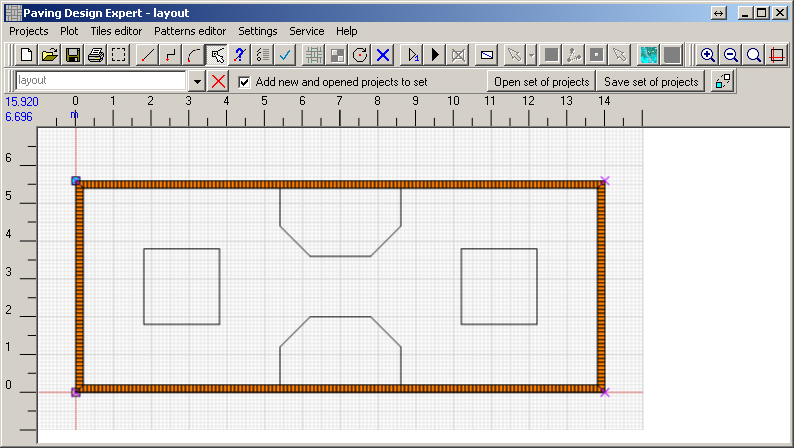 Paving Design Expert - layout
Projects Plot Tiles editor Patterns editor Settings Service Help
layout Add new and opened projects to set Open set of projects Save set of projects
15.920 0 1 2 3 4 5 6 7 8 9 10 11 12 13 14
6.696 m
6
5
4
3
2
1
0